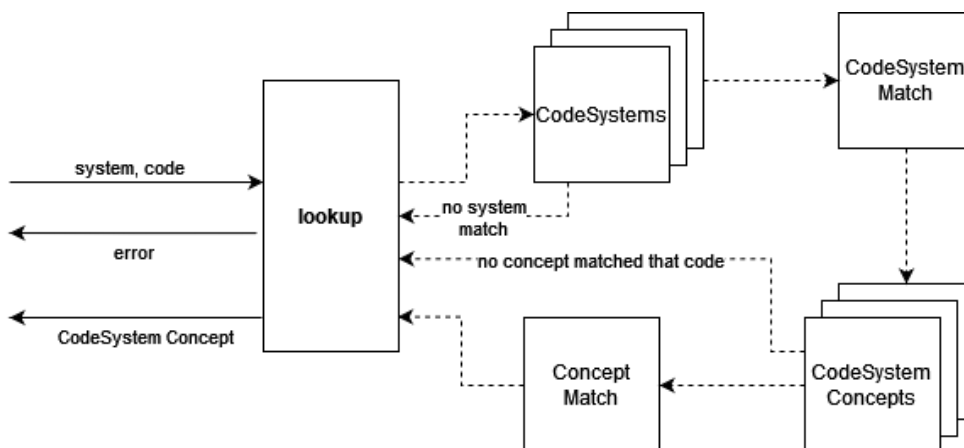 CodeSystem
Match
CodeSystems
system, code
lookup
no system
match
error
no concept matched that code
CodeSystem Concept
Concept
Match
CodeSystem
Concepts